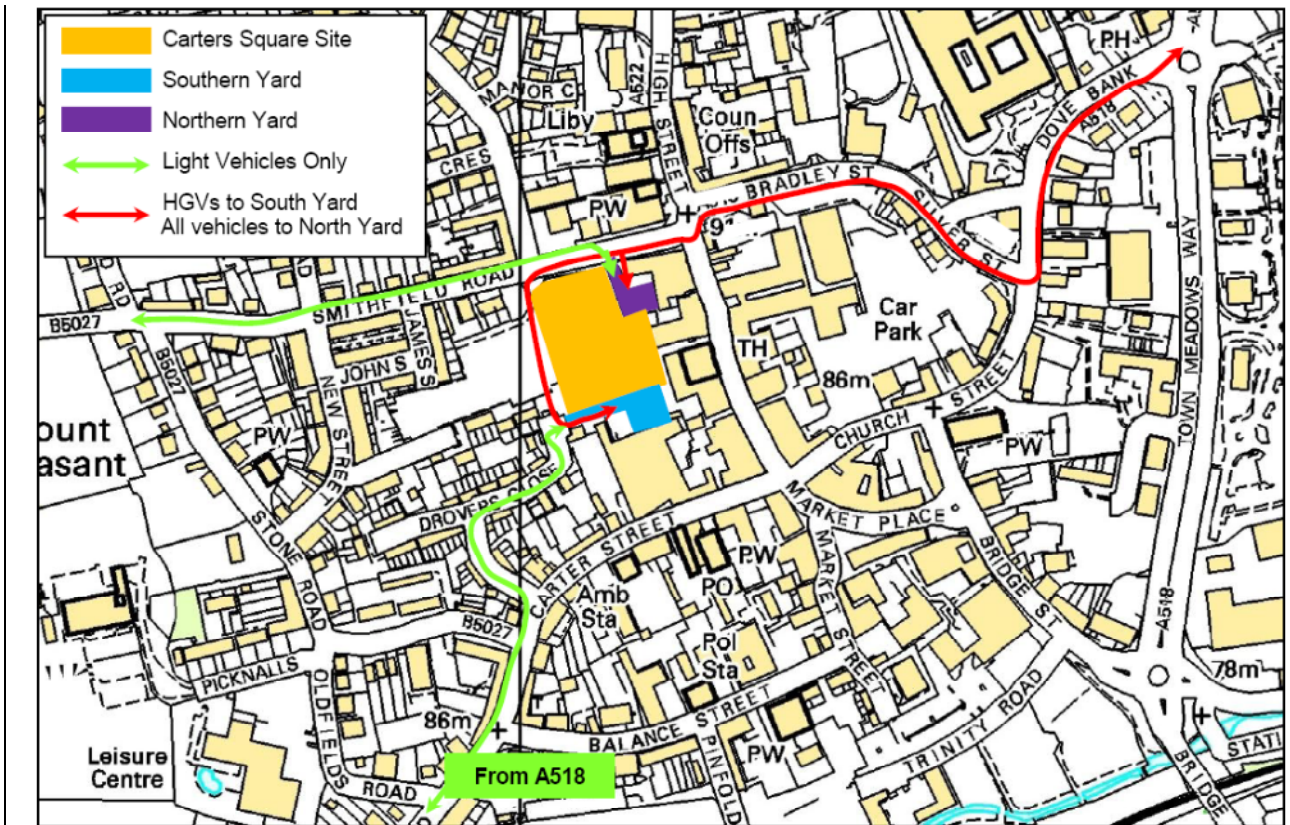 Carters Square Site
Southern Yard
Northern Yard
Light Vehicles Only
HGVs to South Yard
All vehicles to North Yard
MANOR C
CRES
Liby
A522
HIGH STREET
Coun
Offs
PH
DOVE BANK
A518
BRADLEY ST
PW
SILVER ST
RD
B5027
SMITHFIELD ROAD
JAMES S
JOHN S
NEW STREE
B5027
ount
asant
PW
STONE ROAD
DROVERS CLOSE
TH
Car
Park
86m
CHURCH STREET
PW
TOWN MEADOWS WAY
MARKET PLACE
CARTER STREET
PW
PO
Amb
Sta
Pol
Sta
MARKET STREET
BRIDGE ST
A518
B5027
PICKNALLS
OLDFIELDS ROAD
86m
BALANCE STREET
PINFOLD
PW
TRINITY ROAD
78m
STATI
BRIDGE
Leisure
Centre
From A518